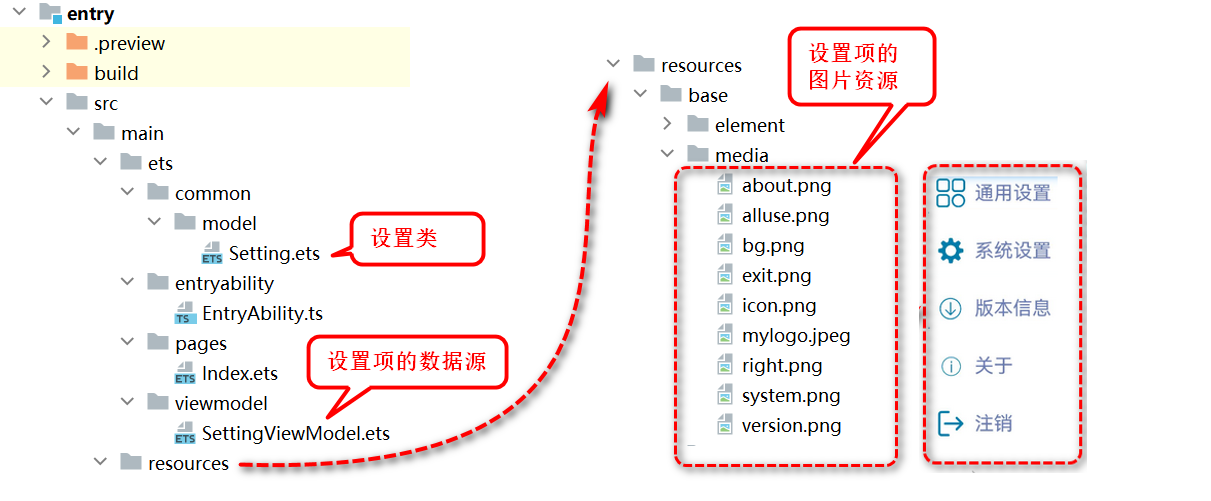 entry
.preview
build
src
main
ets
common
model
Setting.ets
设置类
entryability
EntryAbility.ts
pages
Index.ets
设置项的数据源
viewmodel
SettingViewModel.ets
resources
设置项的
图片资源
resources
base
element
media
about.png
alluse.png
bg.png
exit.png
icon.png
mylogo.jpeg
right.png
system.png
version.png
通用设置
系统设置
版本信息
关于
注销